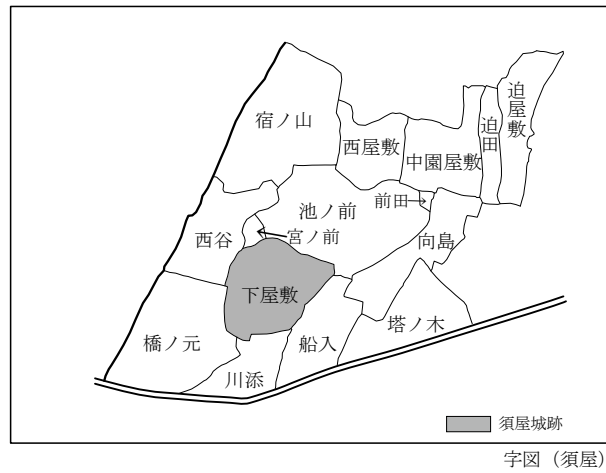 宿ノ山
西屋敷
中園屋敷
迫田
迫屋敷
池ノ前
前田→
西谷
←宮ノ前
向島
下屋敷
橋ノ元
川添
船入
塔ノ木
須屋城跡
字図（須屋）